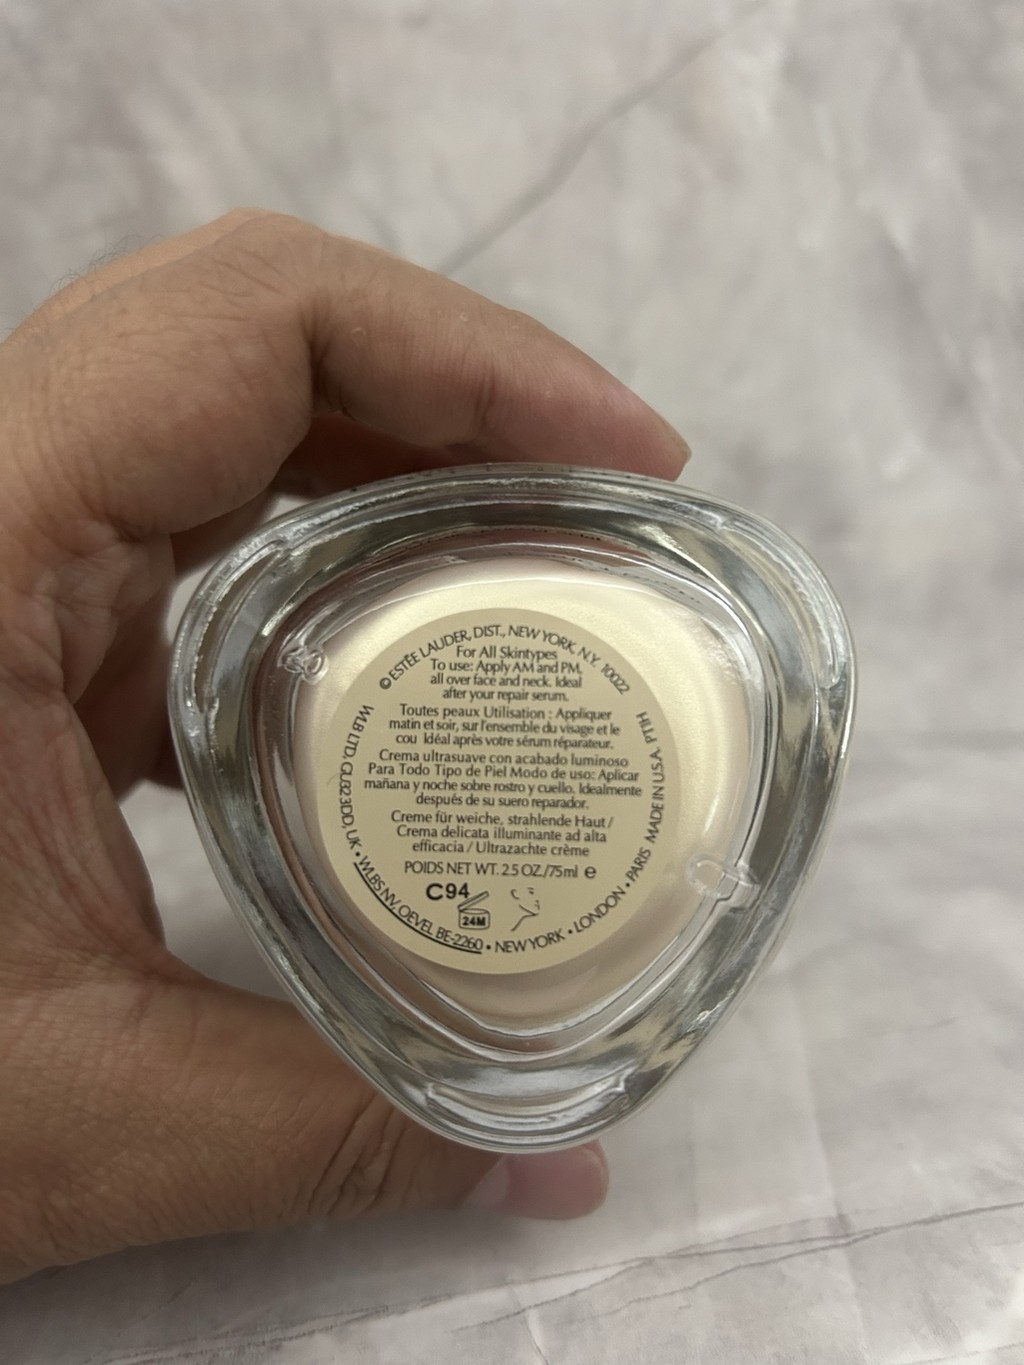 © ESTÉE LAUDER, DIST., NEW YORK, N.Y. 10022
For All Skintypes
To use: Apply AM and PM,
all over face and neck. Ideal
after your repair serum.
Toutes peaux Utilisation : Appliquer
matin et soir, sur l'ensemble du visage et le
cou Idéal après votre sérum réparateur.
Crema ultrasuave con acabado luminoso
Para Todo Tipo de Piel Modo de uso: Aplicar
mañana y noche sobre rostro y cuello. Idealmente
después de su suero reparador.
Creme für weiche, strahlende Haut /
Crema delicata illuminante ad alta
efficacia / Ultrazachte crème
POIDS NET WT. 2.5 OZ./75ml e
C94
24M
WLB LTD, GU323DD, UK • WLBS NV, OEVEL BE-2260 • NEW YORK • LONDON • PARIS MADE IN U.S.A. PTIH